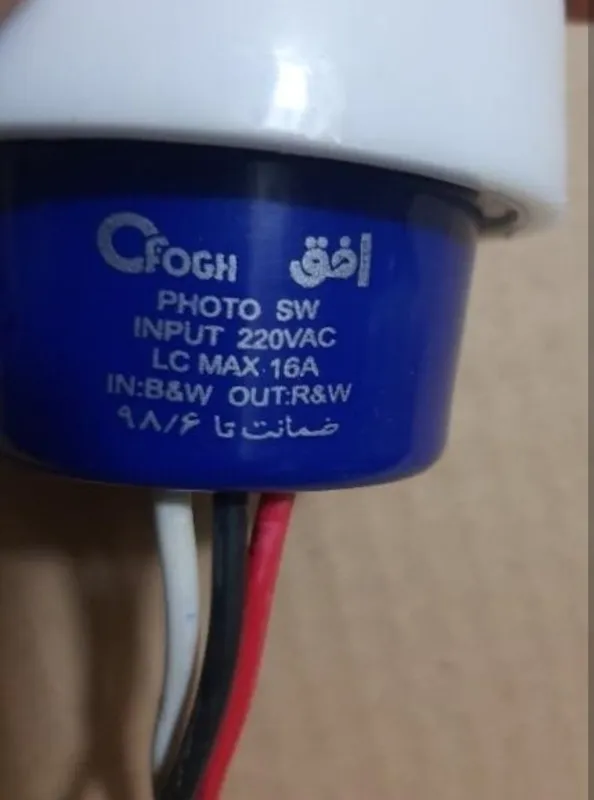 OFOGH افق
PHOTO SW
INPUT 220VAC
LC MAX 16A
IN:B&W OUT:R&W
ضمانت تا ۹۸/۶